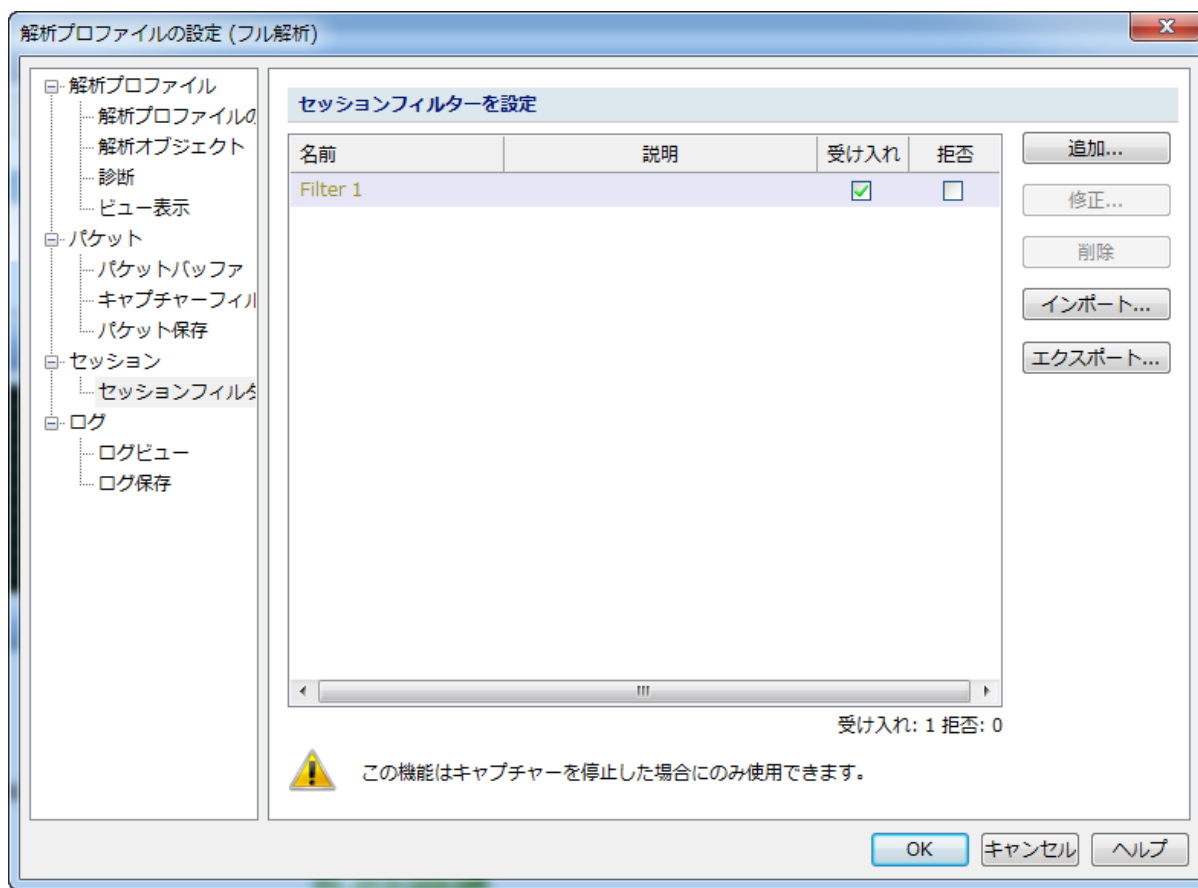 解析プロファイルの設定 (フル解析)
解析プロファイル
解析プロファイルの
解析オブジェクト
診断
ビュー表示
パケット
パケットバッファ
キャプチャーフィル
パケット保存
セッション
セッションフィルタ
ログ
ログビュー
ログ保存
セッションフィルターを設定
名前 説明 受け入れ 拒否
Filter 1
追加...
修正...
削除
インポート...
エクスポート...
受け入れ: 1 拒否: 0
この機能はキャプチャーを停止した場合にのみ使用できます。
OK キャンセル ヘルプ